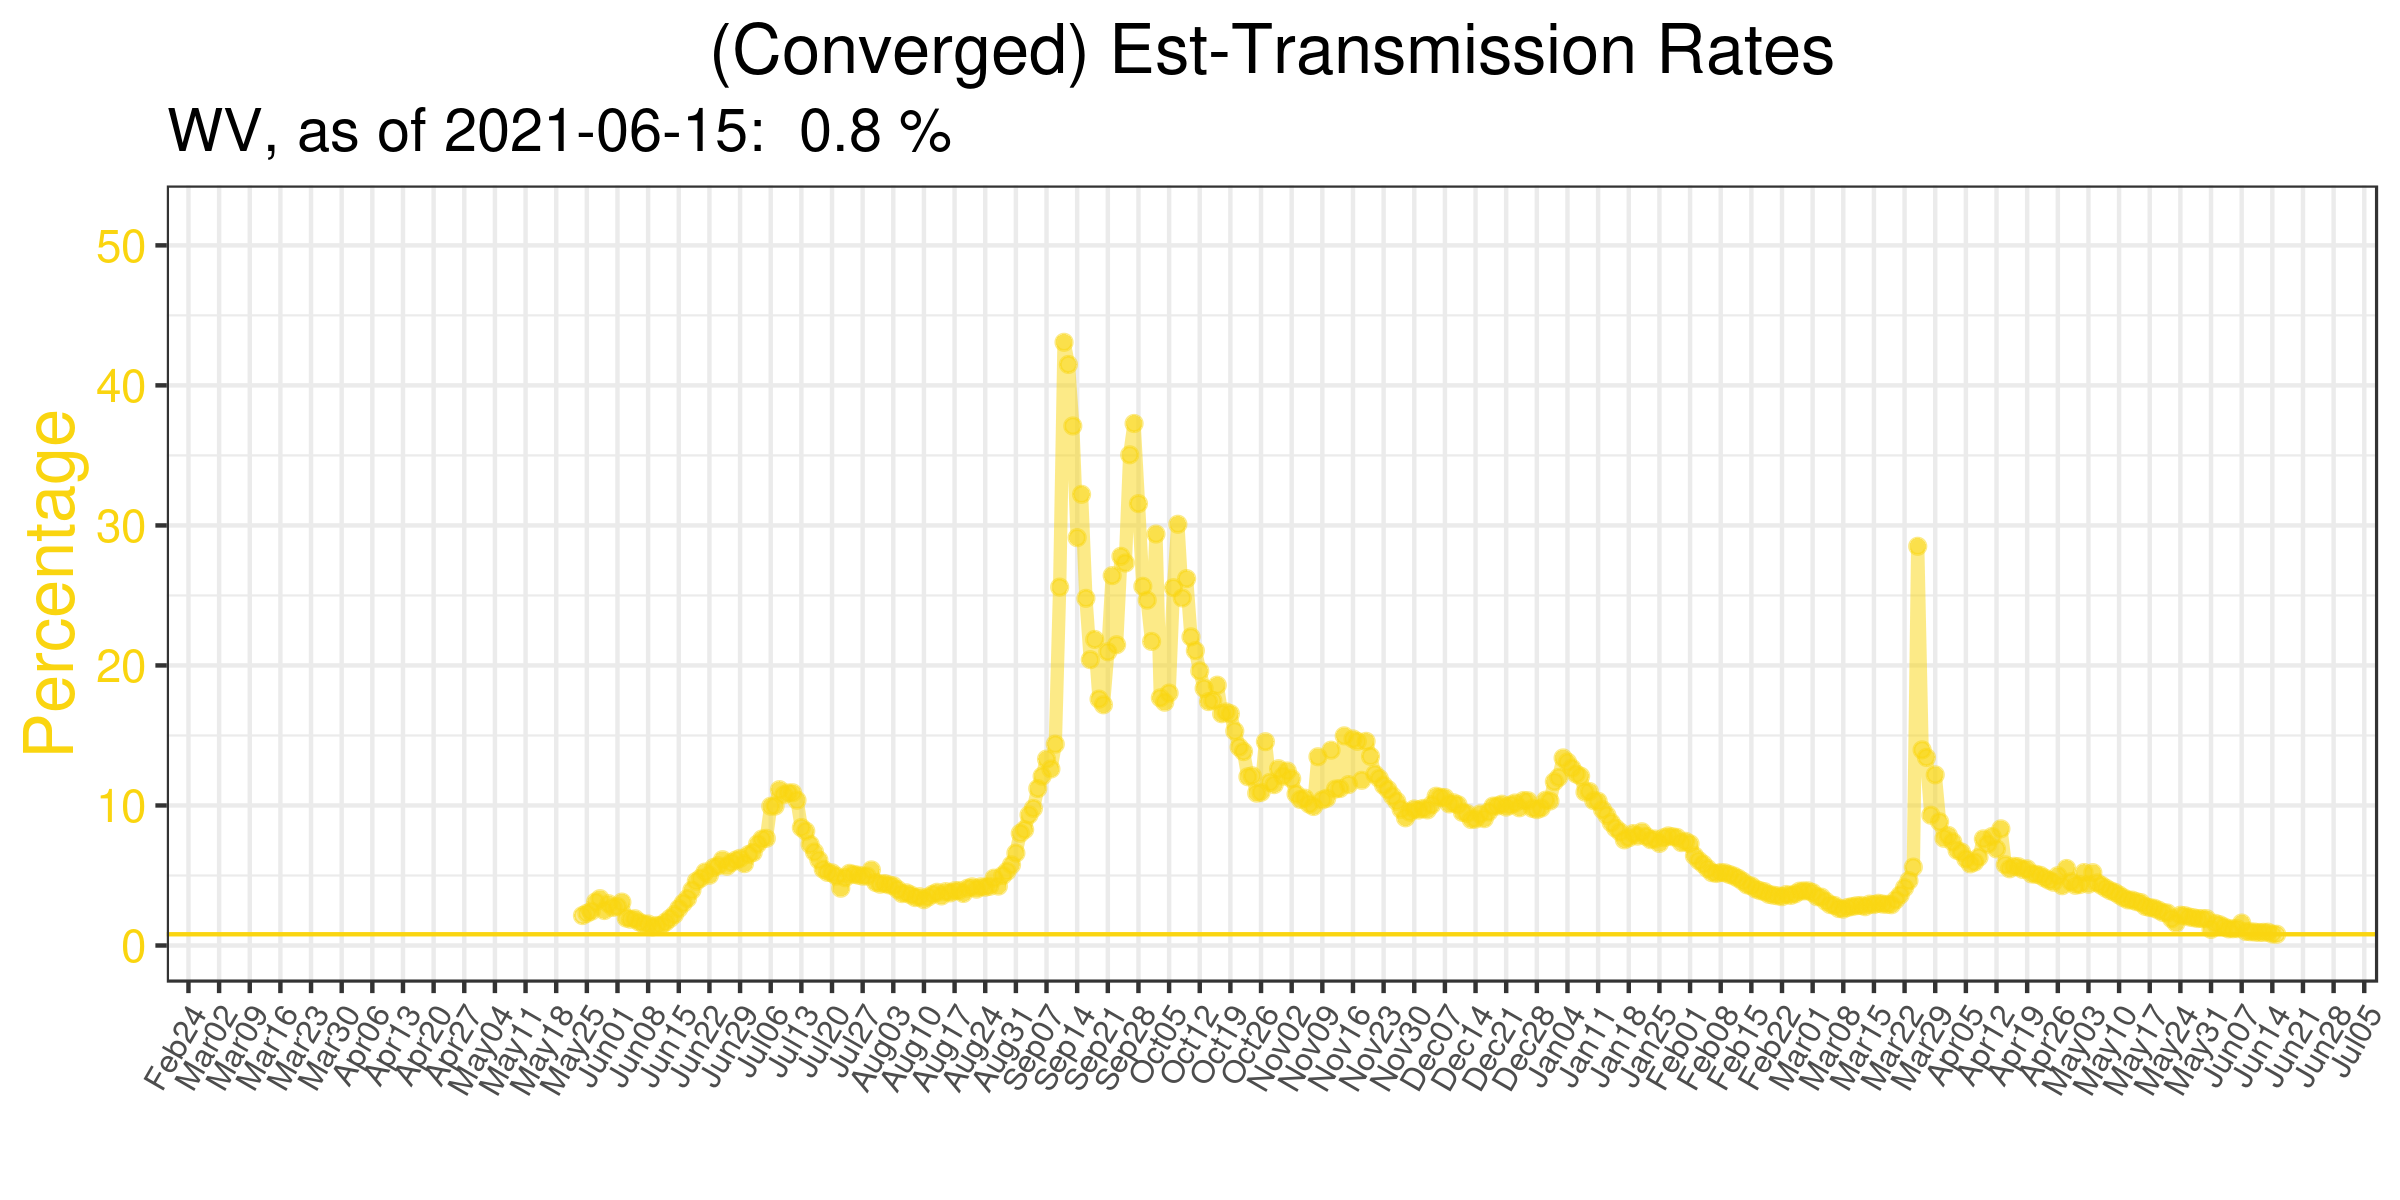 (Converged) Est-Transmission Rates
WV, as of 2021-06-15: 0.8 %
Percentage
50
40
30
20
10
0
Feb24
Mar02
Mar09
Mar16
Mar23
Mar30
Apr06
Apr13
Apr20
Apr27
May04
May11
May18
May25
Jun01
Jun08
Jun15
Jun22
Jun29
Jul06
Jul13
Jul20
Jul27
Aug03
Aug10
Aug17
Aug24
Aug31
Sep07
Sep14
Sep21
Sep28
Oct05
Oct12
Oct19
Oct26
Nov02
Nov09
Nov16
Nov23
Nov30
Dec07
Dec14
Dec21
Dec28
Jan04
Jan11
Jan18
Jan25
Feb01
Feb08
Feb15
Feb22
Mar01
Mar08
Mar15
Mar22
Mar29
Apr05
Apr12
Apr19
Apr26
May03
May10
May17
May24
May31
Jun07
Jun14
Jun21
Jun28
Jul05